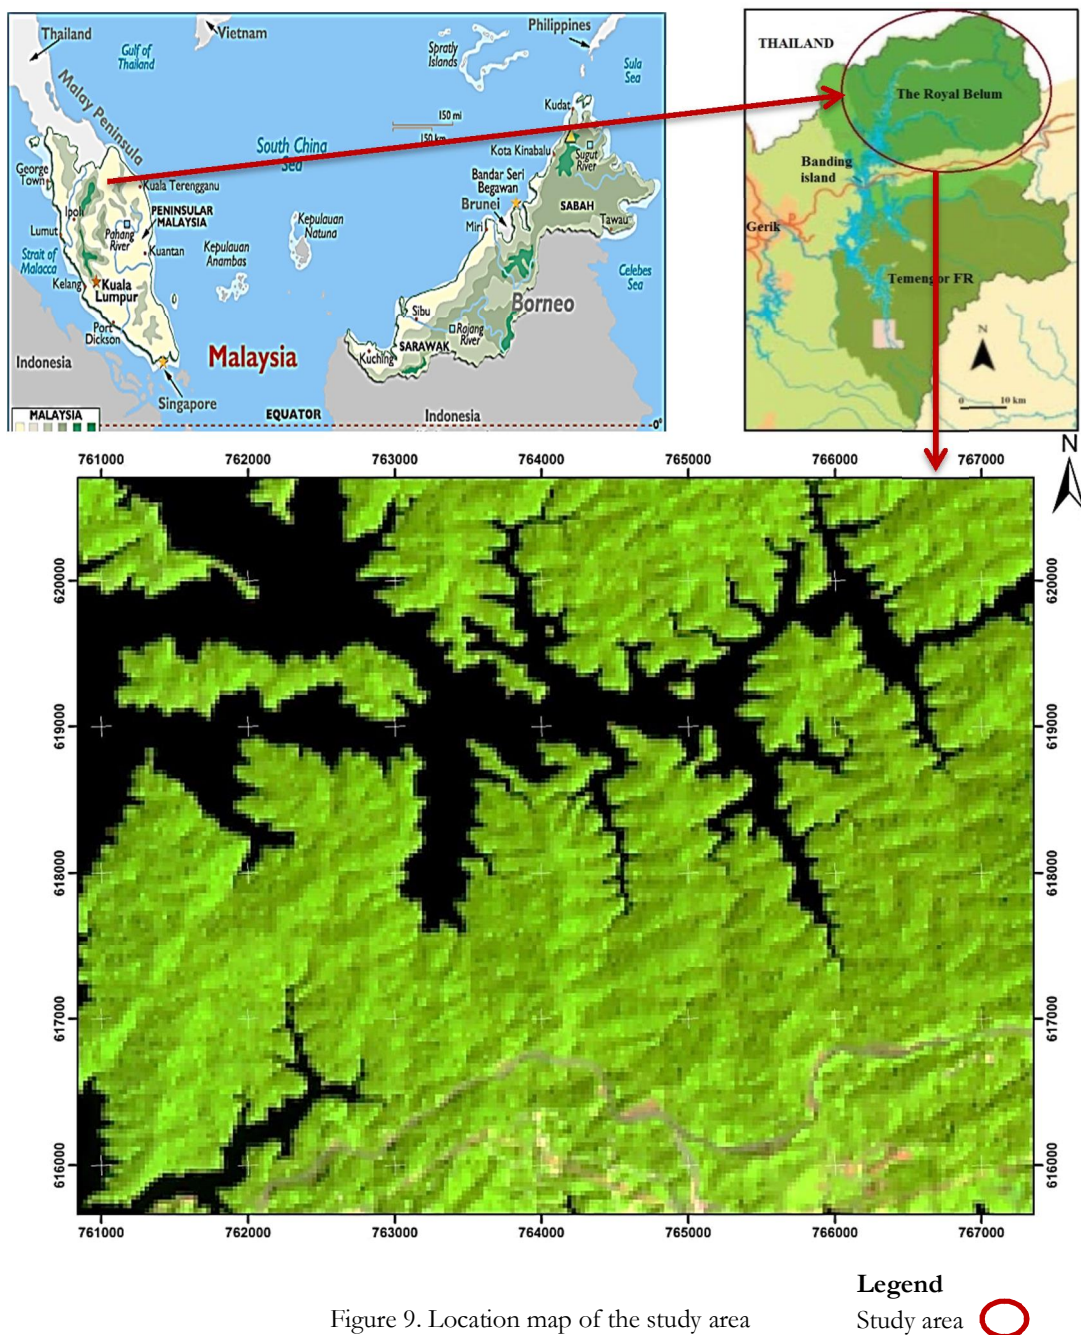 Thailand
Vietnam
Philippines
Gulf of
Thailand
Spratly
Islands
Sula
Sea
Malay Peninsula
150 mi
150 km
Kudat
South China
Sea
Kota Kinabalu
Sugut
River
George
Town
Kuala Terengganu
Bandar Seri
Begawan
Brunei
SABAH
Ipoh
PENINSULAR
MALAYSIA
Lumut
Pahang
River
Kuantan
Kepulauan
Natuna
Kepulauan
Anambas
Miri
Tawau
Strait of
Malacca
Celebes
Sea
Kelang
Kuala
Lumpur
Borneo
Sibu
Port
Dickson
Rajang
River
SARAWAK
Kuching
Indonesia
Malaysia
Singapore
EQUATOR
Indonesia
MALAYSIA
0°
THAILAND
The Royal Belum
Banding
island
Gerik
Temengor FR
N
0 10 km
N
761000 762000 763000 764000 765000 766000 767000
620000 620000
619000 619000
618000 618000
617000 617000
616000 616000
761000 762000 763000 764000 765000 766000 767000
Legend
Study area
Figure 9. Location map of the study area